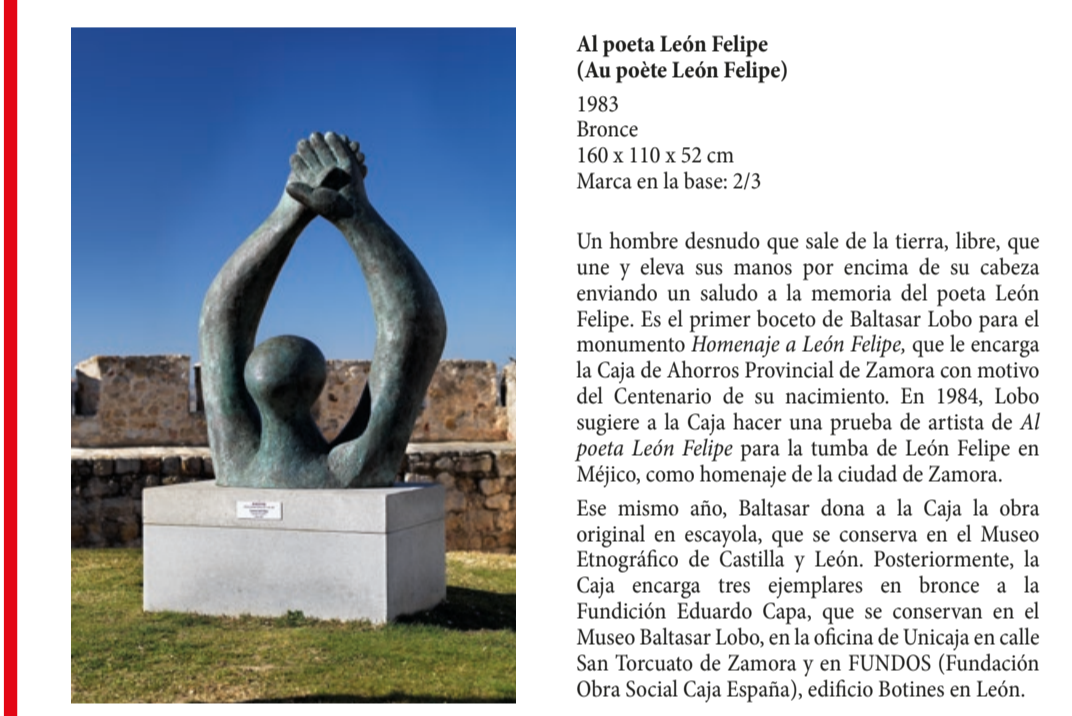 Al poeta León Felipe
(Au poète León Felipe)
1983
Bronce
160 x 110 x 52 cm
Marca en la base: 2/3
Un hombre desnudo que sale de la tierra, libre, que
une y eleva sus manos por encima de su cabeza
enviando un saludo a la memoria del poeta León
Felipe. Es el primer boceto de Baltasar Lobo para el
monumento Homenaje a León Felipe, que le encarga
la Caja de Ahorros Provincial de Zamora con motivo
del Centenario de su nacimiento. En 1984, Lobo
sugiere a la Caja hacer una prueba de artista de Al
poeta León Felipe para la tumba de León Felipe en
Méjico, como homenaje de la ciudad de Zamora.
Ese mismo año, Baltasar dona a la Caja la obra
original en escayola, que se conserva en el Museo
Etnográfico de Castilla y León. Posteriormente, la
Caja encarga tres ejemplares en bronce a la
Fundición Eduardo Capa, que se conservan en el
Museo Baltasar Lobo, en la oficina de Unicaja en calle
San Torcuato de Zamora y en FUNDOS (Fundación
Obra Social Caja España), edificio Botines en León.